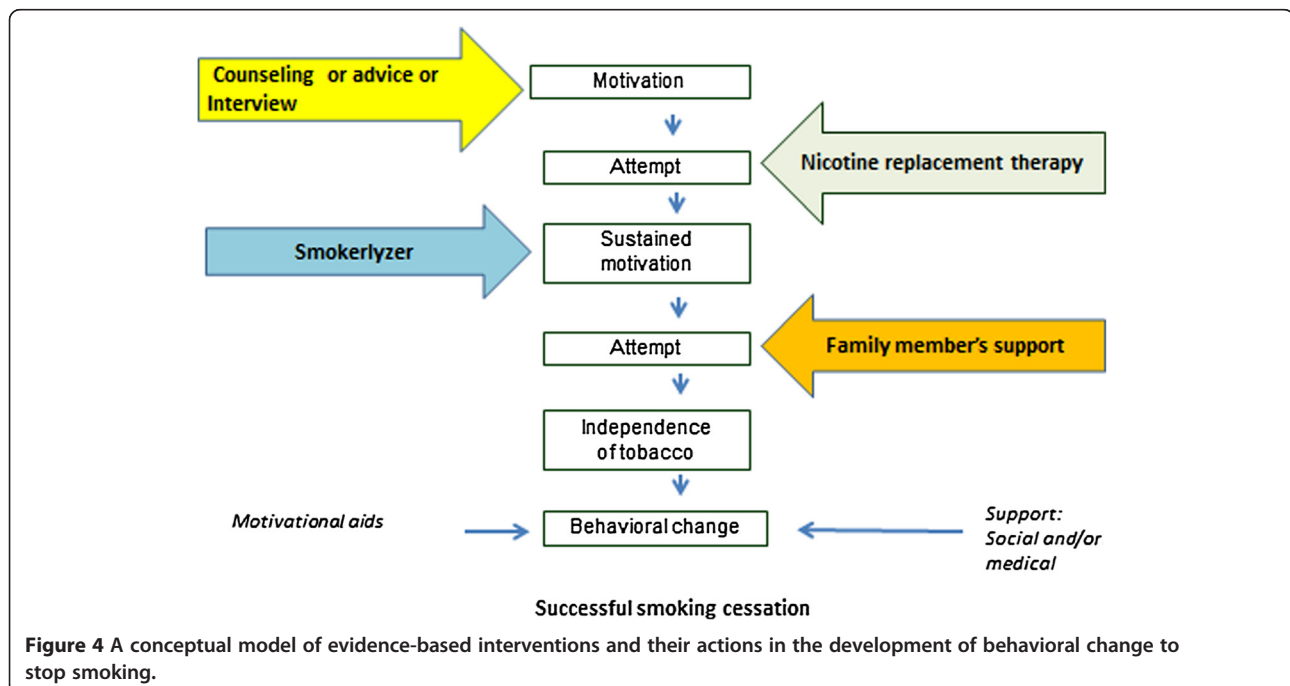 Counseling or advice or
Interview
Motivation
Attempt
Nicotine replacement therapy
Smokerlyzer
Sustained
motivation
Attempt
Family member's support
Independence
of tobacco
Motivational aids
Behavioral change
Support:
Social and/or
medical
Successful smoking cessation
Figure 4 A conceptual model of evidence-based interventions and their actions in the development of behavioral change to
stop smoking.